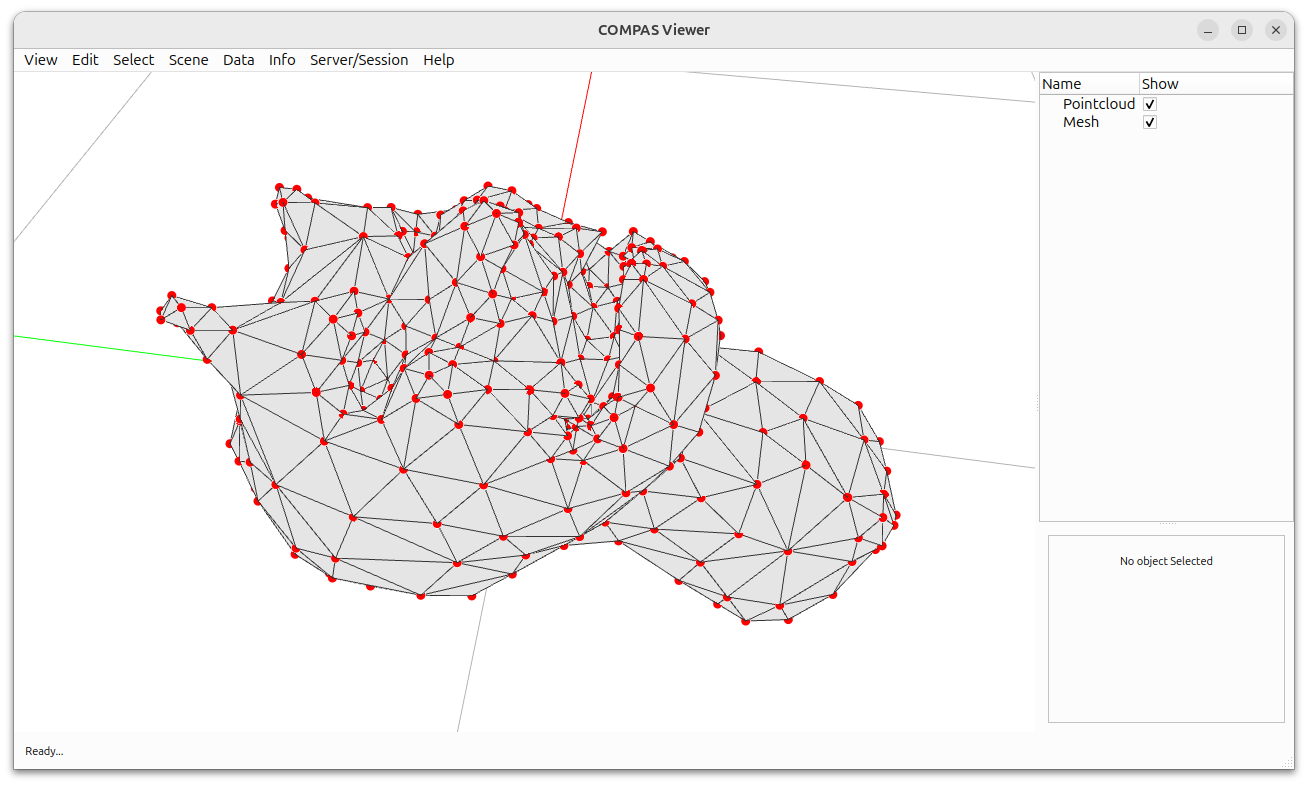 COMPAS Viewer
View Edit Select Scene Data Info Server/Session Help
Name Show
Pointcloud
Mesh
No object Selected
Ready...